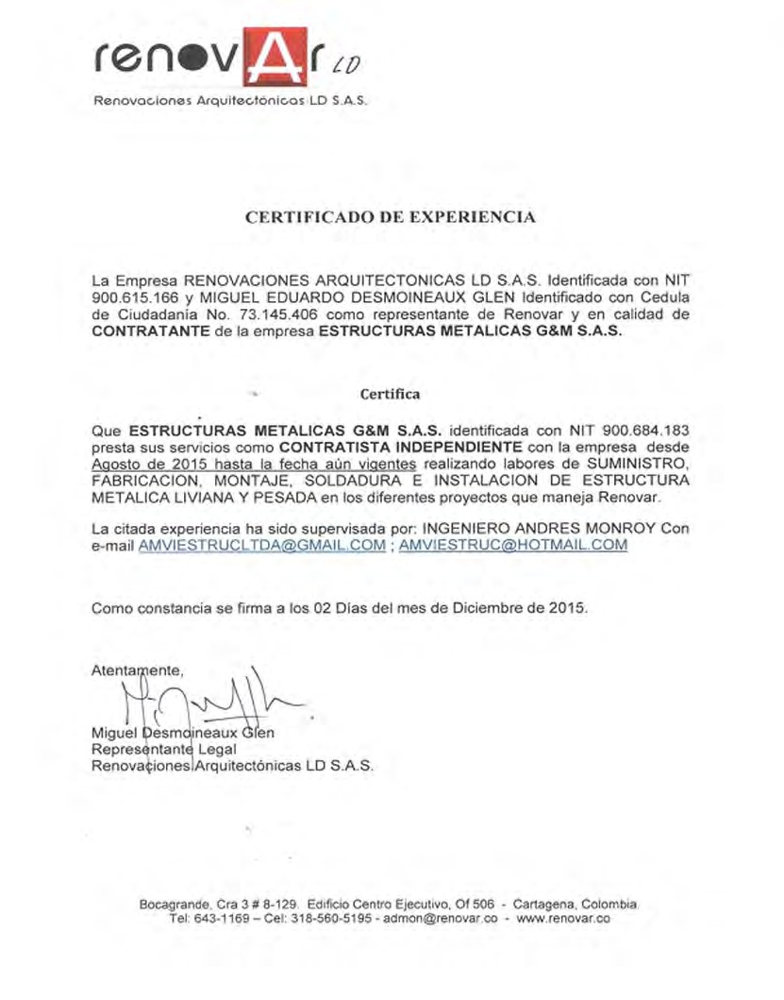 renovAr LD
Renovaciones Arquitectónicas LD S.A.S.
CERTIFICADO DE EXPERIENCIA
La Empresa RENOVACIONES ARQUITECTONICAS LD S.A.S. Identificada con NIT
900.615.166 y MIGUEL EDUARDO DESMOINEAUX GLEN Identificado con Cedula
de Ciudadanía No. 73.145.406 como representante de Renovar y en calidad de
CONTRATANTE de la empresa ESTRUCTURAS METALICAS G&M S.A.S.
Certifica
Que ESTRUCTURAS METALICAS G&M S.A.S. identificada con NIT 900.684.183
presta sus servicios como CONTRATISTA INDEPENDIENTE con la empresa desde
Agosto de 2015 hasta la fecha aún vigentes realizando labores de SUMINISTRO,
FABRICACION, MONTAJE, SOLDADURA E INSTALACION DE ESTRUCTURA
METALICA LIVIANA Y PESADA en los diferentes proyectos que maneja Renovar.
La citada experiencia ha sido supervisada por: INGENIERO ANDRES MONROY Con
e-mail AMVIESTRUCLTDA@GMAIL.COM ; AMVIESTRUC@HOTMAIL.COM
Como constancia se firma a los 02 Días del mes de Diciembre de 2015.
Atentamente,
Miguel Desmoineaux Glen
Representante Legal
Renovaciones Arquitectónicas LD S.A.S.
Bocagrande, Cra 3 # 8-129. Edificio Centro Ejecutivo, Of 506 - Cartagena, Colombia.
Tel: 643-1169 – Cel: 318-560-5195 - admon@renovar.co - www.renovar.co